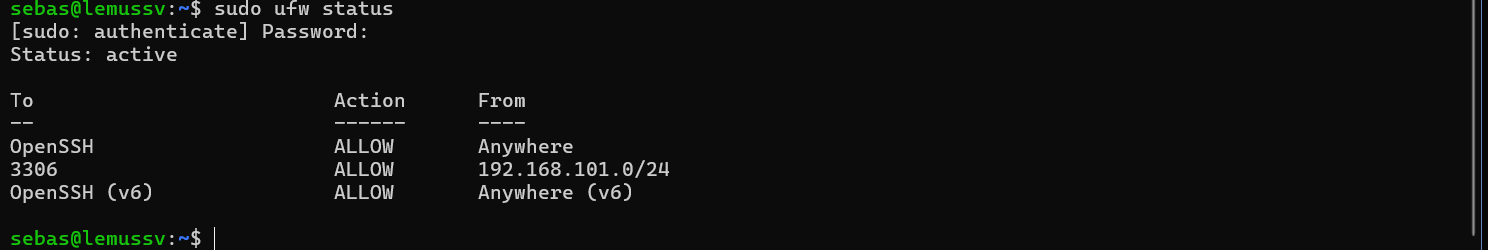 sebas@lemussv:~$ sudo ufw status
[sudo: authenticate] Password:
Status: active
To                         Action      From
--                         ------      ----
OpenSSH                    ALLOW       Anywhere
3306                       ALLOW       192.168.101.0/24
OpenSSH (v6)               ALLOW       Anywhere (v6)
sebas@lemussv:~$